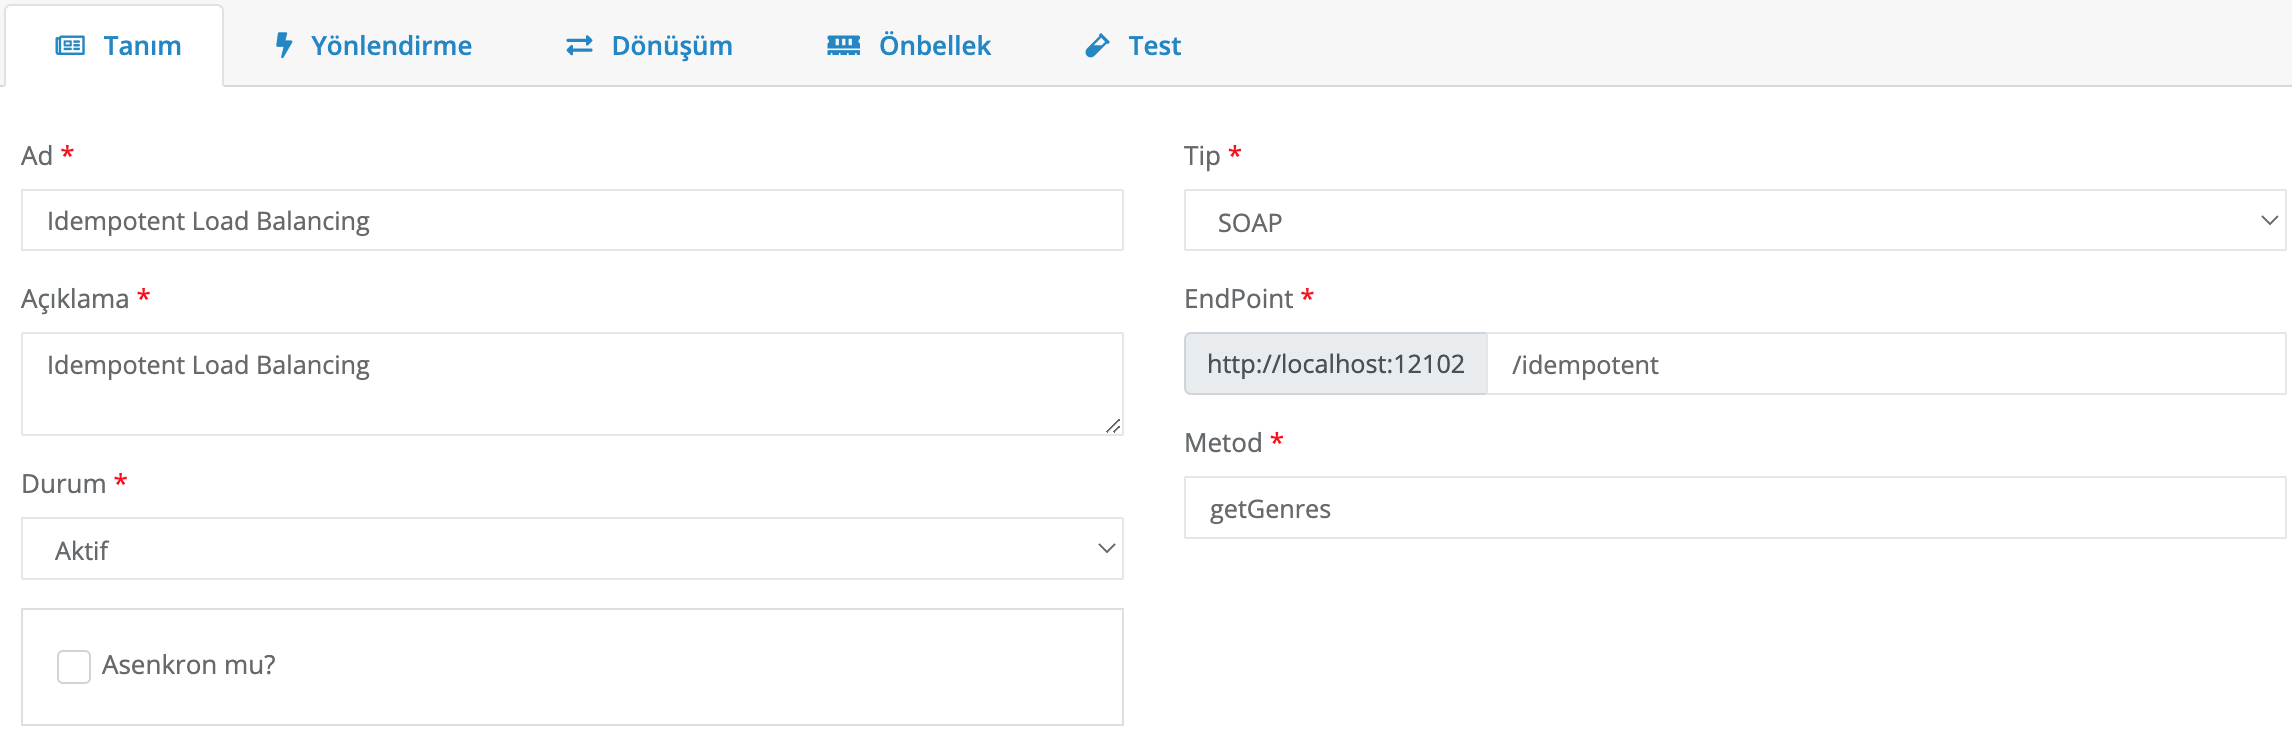 Tanım Yönlendirme Dönüşüm Önbellek Test
Ad *
Idempotent Load Balancing
Açıklama *
Idempotent Load Balancing
Durum *
Aktif
Asenkron mu?
Tip *
SOAP
EndPoint *
http://localhost:12102 /idempotent
Metod *
getGenres